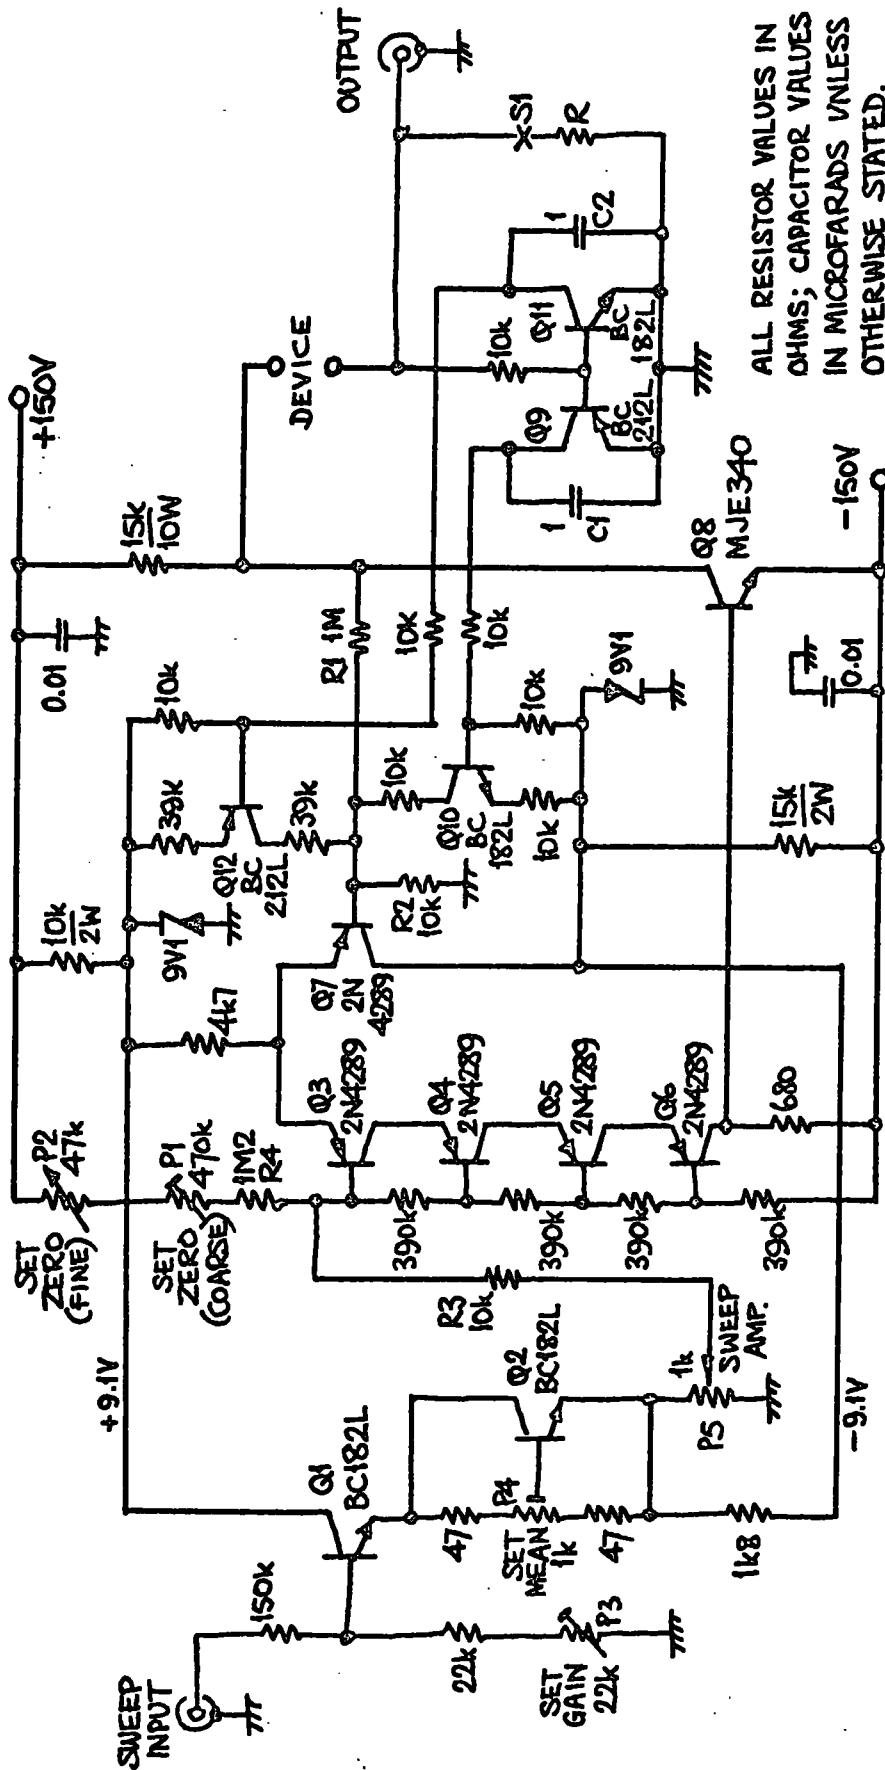 SWEEP
INPUT
150k
22k
SET
GAIN
22k
P3
Q1
BC182L
47
SET
MEAN
1k
P4
47
1k8
Q2
BC182L
1k
P5
SWEEP
AMP.
+9.1V
-9.1V
SET
ZERO
(FINE)
P2
47k
SET
ZERO
(COARSE)
P1
470k
1M2
R4
R3
10k
390k
390k
390k
390k
Q3
2N4289
Q4
2N4289
Q5
2N4289
Q6
2N4289
680
4k7
10k
2W
9V1
Q7
2N
4289
R2
10k
39k
Q12
BC
212L
39k
10k
Q10
BC
182L
10k
10k
10k
9V1
15k
2W
0.01
0.01
R1 1M
10k
10k
15k
10W
+150V
-150V
Q8
MJE340
DEVICE
10k
Q9
BC
212L
Q11
BC
182L
1
C1
1
C2
S1
R
OUTPUT
ALL RESISTOR VALUES IN
OHMS; CAPACITOR VALUES
IN MICROFARADS UNLESS
OTHERWISE STATED.